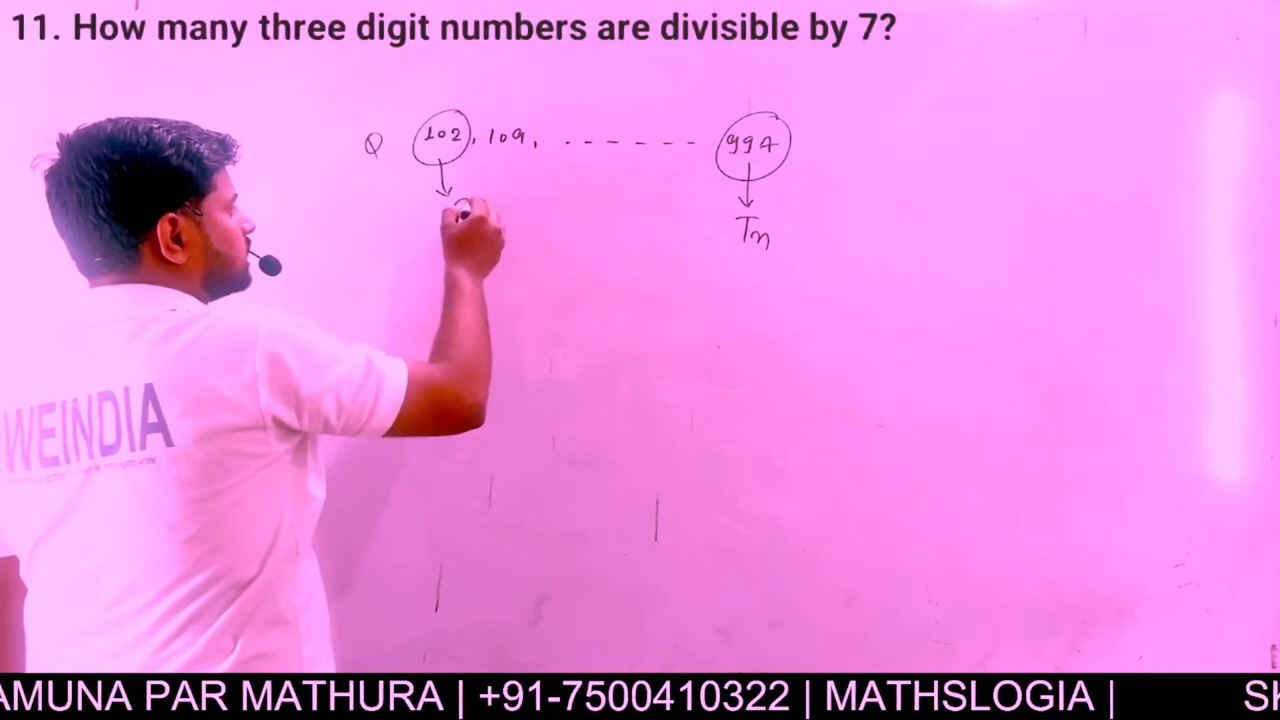 11. How many three digit numbers are divisible by 7?
Q 102, 109, - - - - - - 994
Tn
WEINDIA
AMUNA PAR MATHURA | +91-7500410322 | MATHSLOGIA | SH